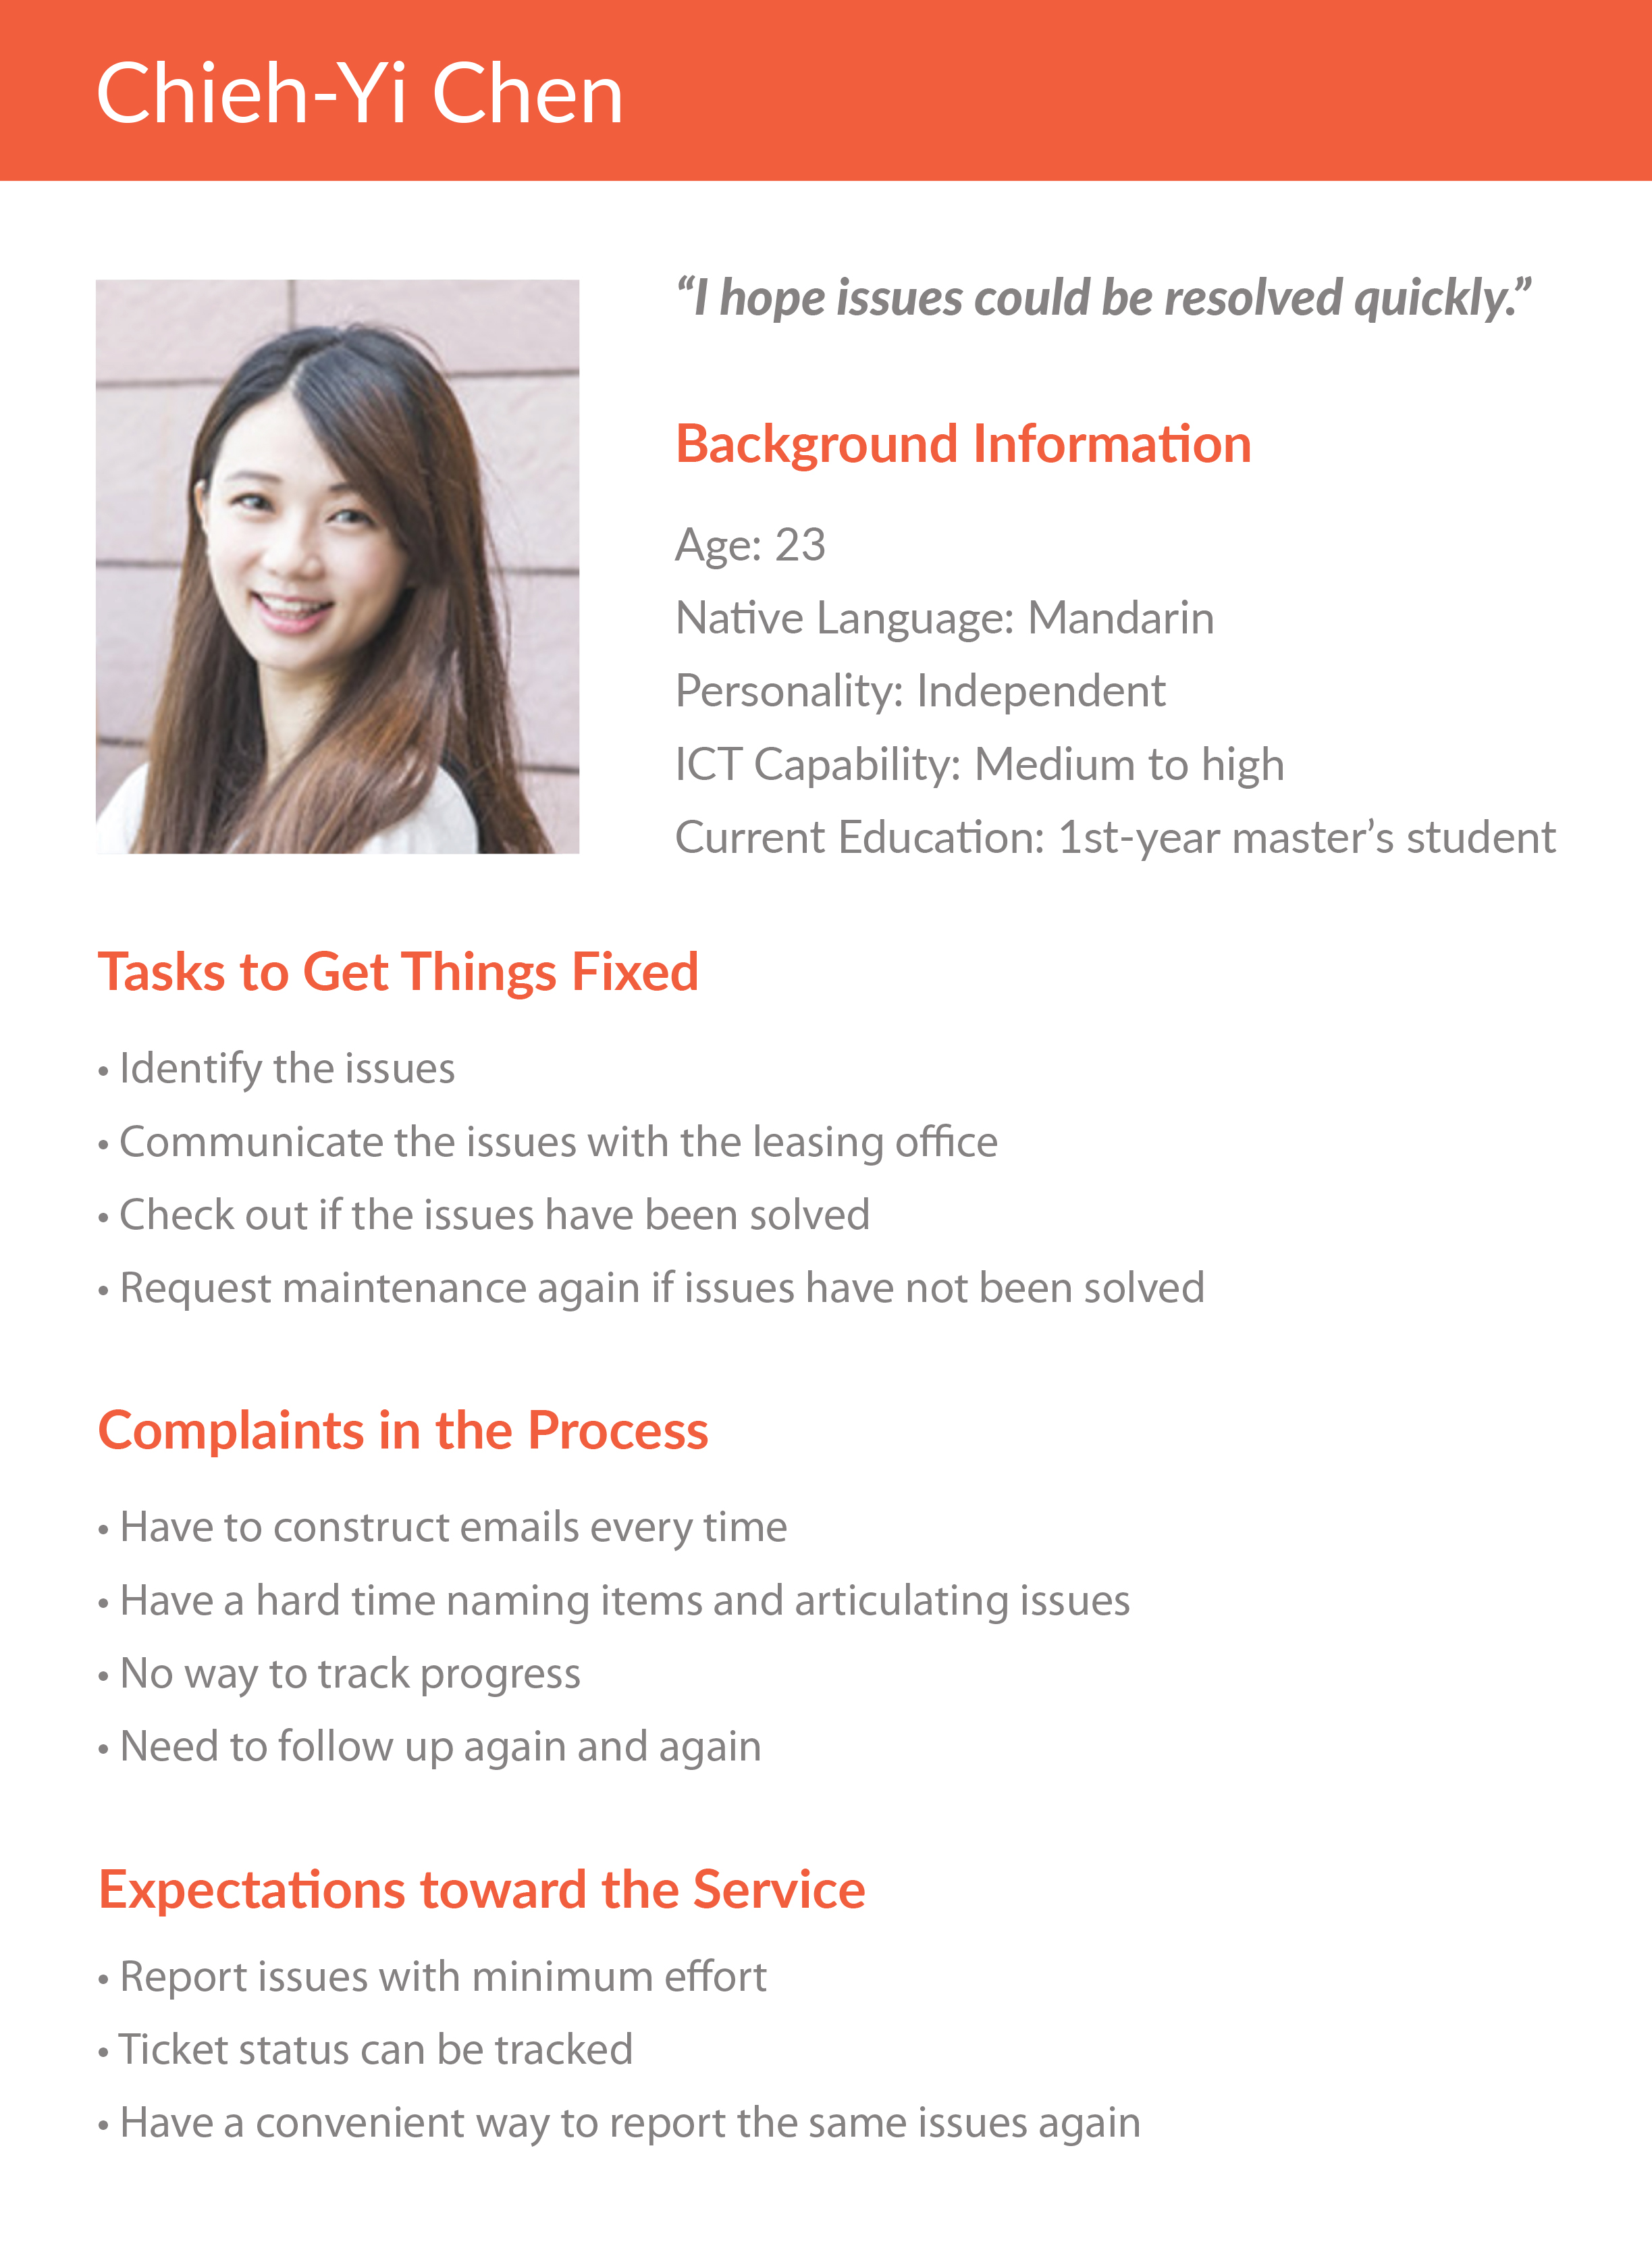 Chieh-Yi Chen
“I hope issues could be resolved quickly.”
Background Information
Age: 23
Native Language: Mandarin
Personality: Independent
ICT Capability: Medium to high
Current Education: 1st-year master’s student
Tasks to Get Things Fixed
• Identify the issues
• Communicate the issues with the leasing office
• Check out if the issues have been solved
• Request maintenance again if issues have not been solved
Complaints in the Process
• Have to construct emails every time
• Have a hard time naming items and articulating issues
• No way to track progress
• Need to follow up again and again
Expectations toward the Service
• Report issues with minimum effort
• Ticket status can be tracked
• Have a convenient way to report the same issues again